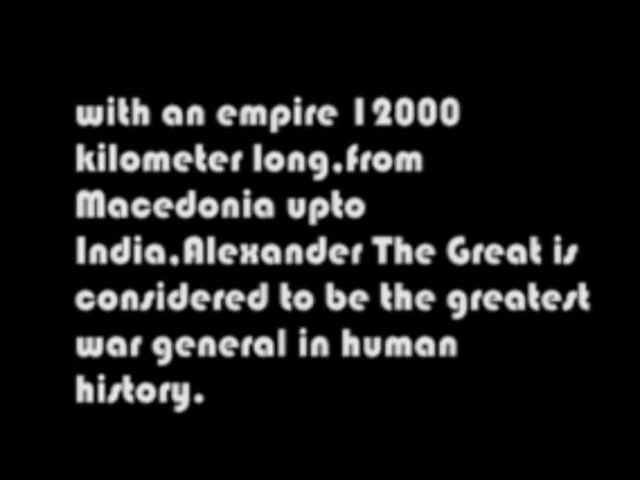 with an empire 12000
kilometer long.from
Macedonia upto
India.Alexander The Great is
considered to be the greatest
war general in human
history.